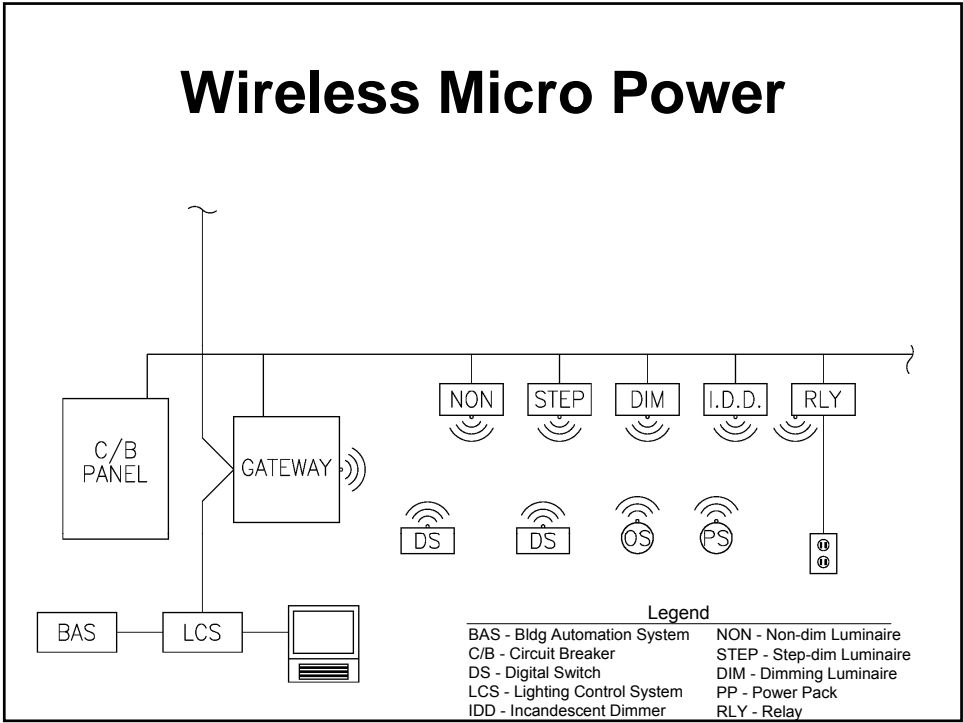 Wireless Micro Power
NON
STEP
DIM
I.D.D.
RLY
C/B
PANEL
GATEWAY
DS
DS
OS
PS
BAS
LCS
Legend
BAS - Bldg Automation System
C/B - Circuit Breaker
DS - Digital Switch
LCS - Lighting Control System
IDD - Incandescent Dimmer
NON - Non-dim Luminaire
STEP - Step-dim Luminaire
DIM - Dimming Luminaire
PP - Power Pack
RLY - Relay